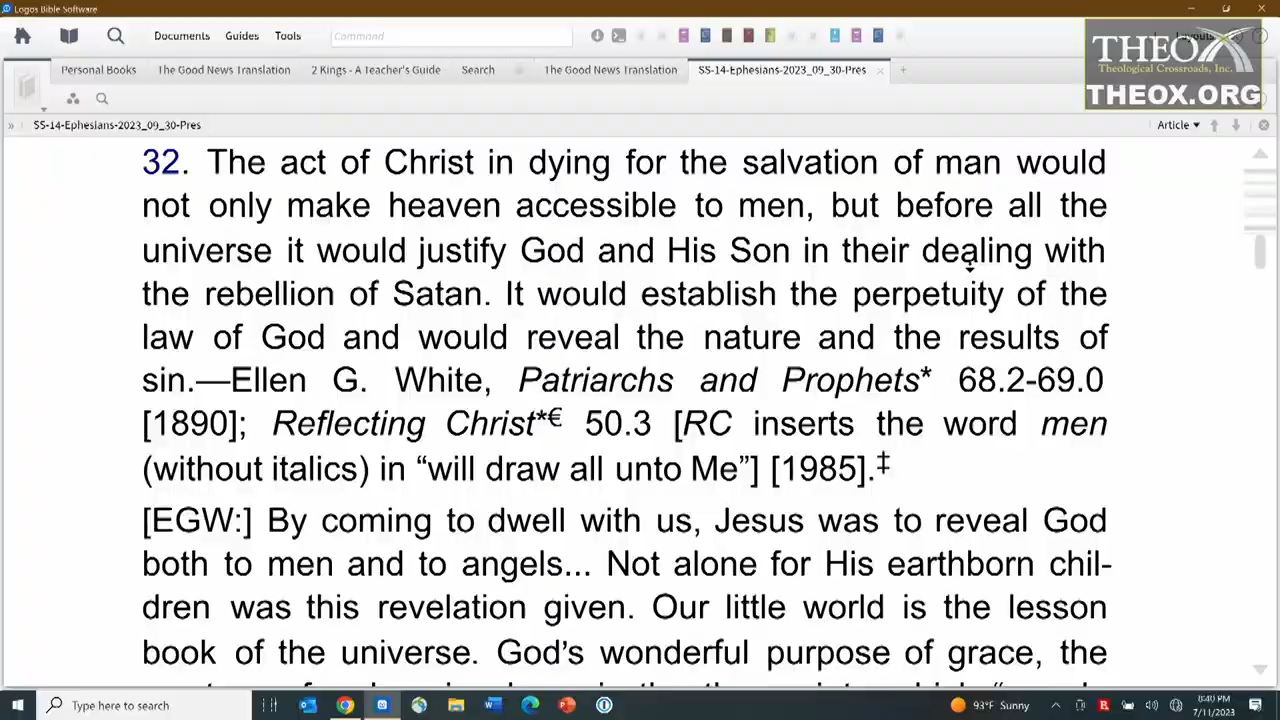 Logos Bible Software
Documents Guides Tools Command
THEOX
Theological Crossroads, Inc.
THEOX.ORG
Personal Books The Good News Translation 2 Kings - A Teacher's Guide The Good News Translation SS-14-Ephesians-2023_09_30-Pres
SS-14-Ephesians-2023_09_30-Pres Article
32. The act of Christ in dying for the salvation of man would
not only make heaven accessible to men, but before all the
universe it would justify God and His Son in their dealing with
the rebellion of Satan. It would establish the perpetuity of the
law of God and would reveal the nature and the results of
sin.—Ellen G. White, Patriarchs and Prophets* 68.2-69.0
[1890]; Reflecting Christ*€ 50.3 [RC inserts the word men
(without italics) in “will draw all unto Me”] [1985].‡
[EGW:] By coming to dwell with us, Jesus was to reveal God
both to men and to angels... Not alone for His earthborn chil-
dren was this revelation given. Our little world is the lesson
book of the universe. God’s wonderful purpose of grace, the
Type here to search
93°F Sunny
8:40 PM
7/11/2023